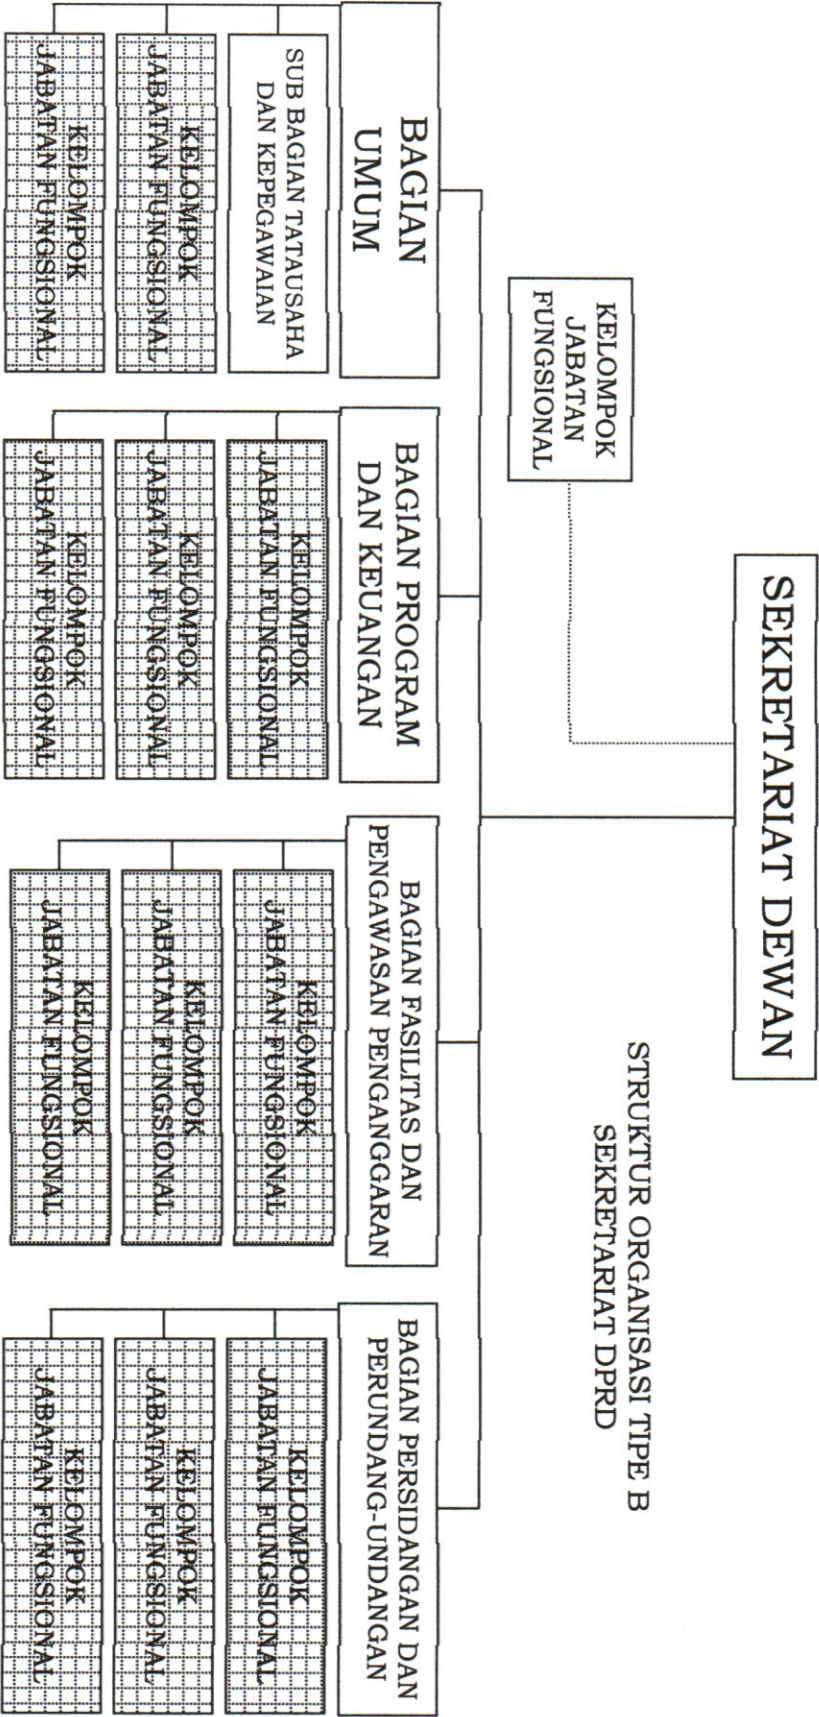 STRUKTUR ORGANISASI TIPE B
SEKRETARIAT DPRD
SEKRETARIAT DEWAN
KELOMPOK
JABATAN
FUNGSIONAL
BAGIAN
UMUM
SUB BAGIAN TATAUSAHA
DAN KEPEGAWAIAN
KELOMPOK
JABATAN FUNGSIONAL
KELOMPOK
JABATAN FUNGSIONAL
BAGIAN PROGRAM
DAN KEUANGAN
KELOMPOK
JABATAN FUNGSIONAL
KELOMPOK
JABATAN FUNGSIONAL
KELOMPOK
JABATAN FUNGSIONAL
BAGIAN FASILITAS DAN
PENGAWASAN PENGANGGARAN
KELOMPOK
JABATAN FUNGSIONAL
KELOMPOK
JABATAN FUNGSIONAL
KELOMPOK
JABATAN FUNGSIONAL
BAGIAN PERSIDANGAN DAN
PERUNDANG-UNDANGAN
KELOMPOK
JABATAN FUNGSIONAL
KELOMPOK
JABATAN FUNGSIONAL
KELOMPOK
JABATAN FUNGSIONAL